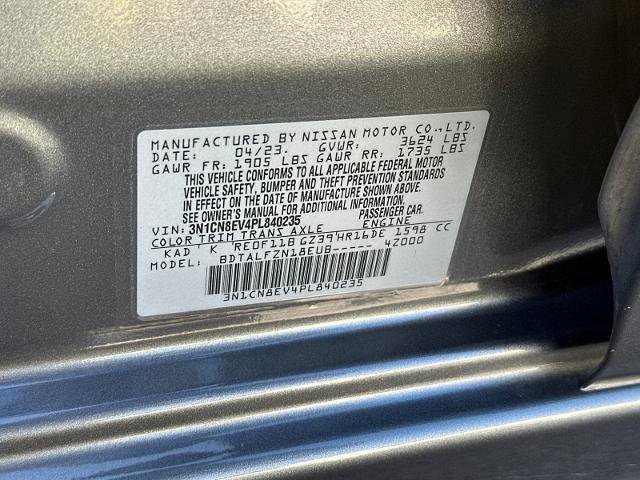 MANUFACTURED BY NISSAN MOTOR CO.,LTD.
DATE: 04/23. GVWR: 3624 LBS
GAWR FR: 1905 LBS GAWR RR: 1735 LBS
THIS VEHICLE CONFORMS TO ALL APPLICABLE FEDERAL MOTOR
VEHICLE SAFETY, BUMPER AND THEFT PREVENTION STANDARDS
IN EFFECT ON THE DATE OF MANUFACTURE SHOWN ABOVE.
SEE OWNER'S MANUAL FOR ADDITIONAL INFORMATION.
VIN: 3N1CN8EV4PL840235 PASSENGER CAR.
COLOR TRIM TRANS AXLE ENGINE
KAD K RE0F11B GZ39 HR16DE 1598 CC
MODEL: BDTALFZN18EUB----- 4Z000
3N1CN8EV4PL840235